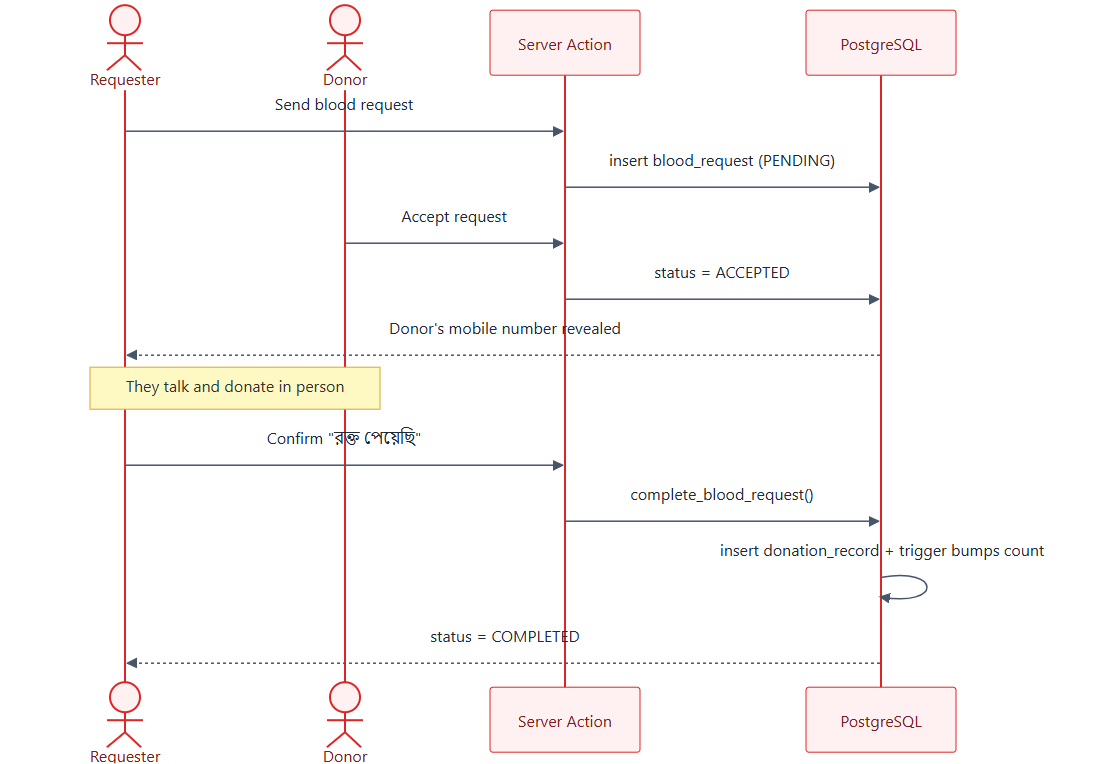 Requester
Donor
Server Action
PostgreSQL
Send blood request
insert blood_request (PENDING)
Accept request
status = ACCEPTED
Donor's mobile number revealed
They talk and donate in person
Confirm "রক্ত পেয়েছি"
complete_blood_request()
insert donation_record + trigger bumps count
status = COMPLETED
Requester
Donor
Server Action
PostgreSQL